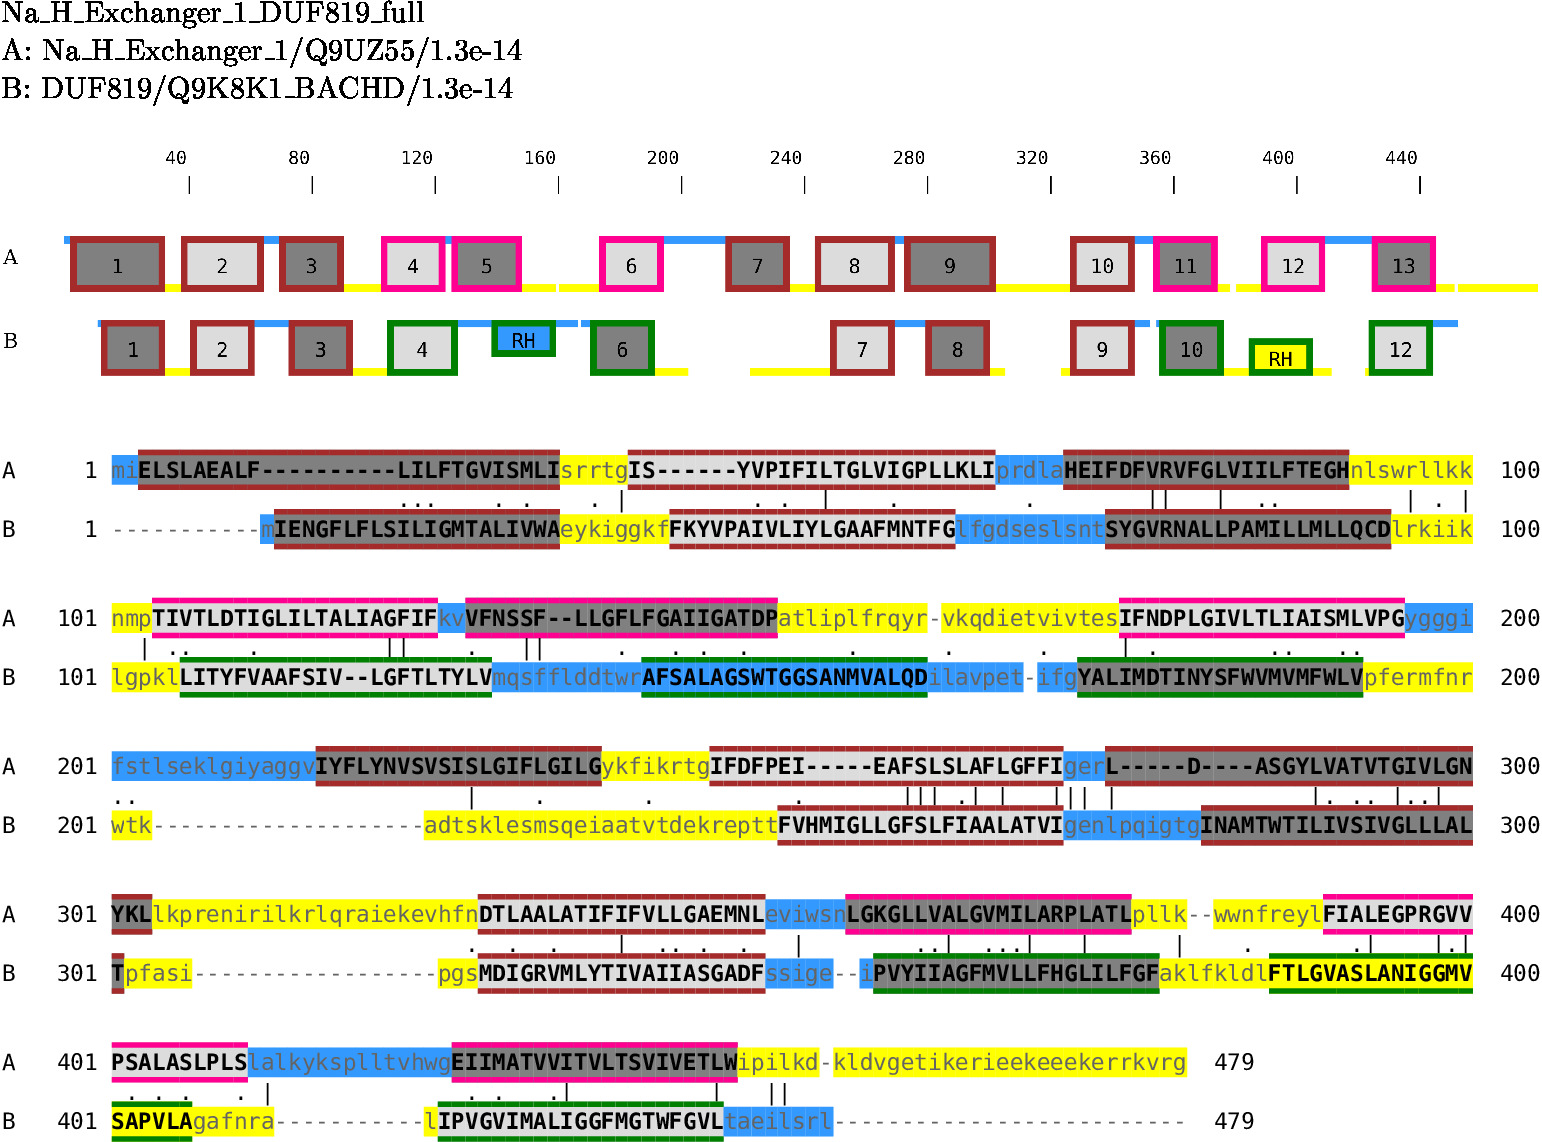 Na_H_Exchanger_1_DUF819_full
A: Na_H_Exchanger_1/Q9UZ55/1.3e-14
B: DUF819/Q9K8K1_BACHD/1.3e-14
40 80 120 160 200 240 280 320 360 400 440
A 1 2 3 4 5 6 7 8 9 10 11 12 13
B 1 2 3 4 RH 6 7 8 9 10 RH 12
A 1 miELSLAEALF----------LILFTGVISMLIsrrtgIS------YVPIFILTGLVIGPLLKLIprdlaHEIFDFVRVFGLVIILFTEGHnlswrllkk 100
B 1 -----------mIENGFLFLSILIGMTALIVWAeykiggkfFKYVPAIVLIYLGAAFMNTFGlfgdseslsntSYGVRNALLPAMILLMLLQCDlrkiik 100
A 101 nmpTIVTLDTIGLILTALIAGFIFkvVFNSSF--LLGFLFGAIIGATDPatliplfrqyr-vkqdietvivtesIFNDPLGIVLTLIAISMLVPGygggi 200
B 101 lgpklLITYFVAAFSIV--LGFTLTYLVmqsfflddtwrAFSALAGSWTGGSANMVALQDilavpet-ifgYALIMDTINYSFWVMVMFWLVpfermfnr 200
A 201 fstlseklgiyaggvIYFLYNVSVSISLGIFLGILGykfikrtgIFDFPEI-----EAFSLSLAFLGFFIgerL-----D----ASGYLVATVTGIVLGN 300
B 201 wtk--------------------adtsklesmsqeiaatvtdekrepttFVHMIGLLGFSLFIAALATVIgenlpqigtgINAMTWTILIVSIVGLLLAL 300
A 301 YKLlkprenirilkrlqraiekevhfnDTLAALATIFIFVLLGAEMNLeviwsnLGKGLLVALGVMILARPLATLpllk--wwnfreylFIALEGPRGVV 400
B 301 Tpfasi------------------pgsMDIGRVMLYTIVAIIASGADFssige--iPVYIIAGFMVLLFHGLILFGFaklfkldlFTLGVASLANIGGMV 400
A 401 PSALASLPLSlalkyksplltvhwgEIIMATVVITVLTSVIVETLWipilkd-kldvgetikerieekeeekerrkvrg 479
B 401 SAPVLAgafnra-----------lIPVGVIMALIGGFMGTWFGVLtaeilsrl-------------------------- 479